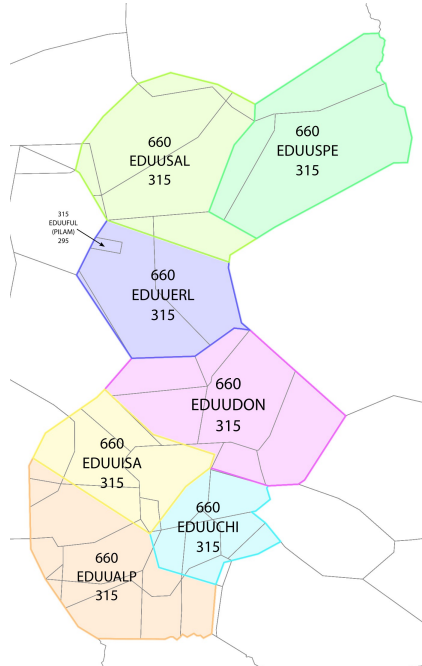 660
EDUUSAL
315
660
EDUUSPE
315
315
EDUUFUL
(PILAM)
295
660
EDUUERL
315
660
EDUUDON
315
660
EDUUISA
315
660
EDUUCHI
315
660
EDUUALP
315